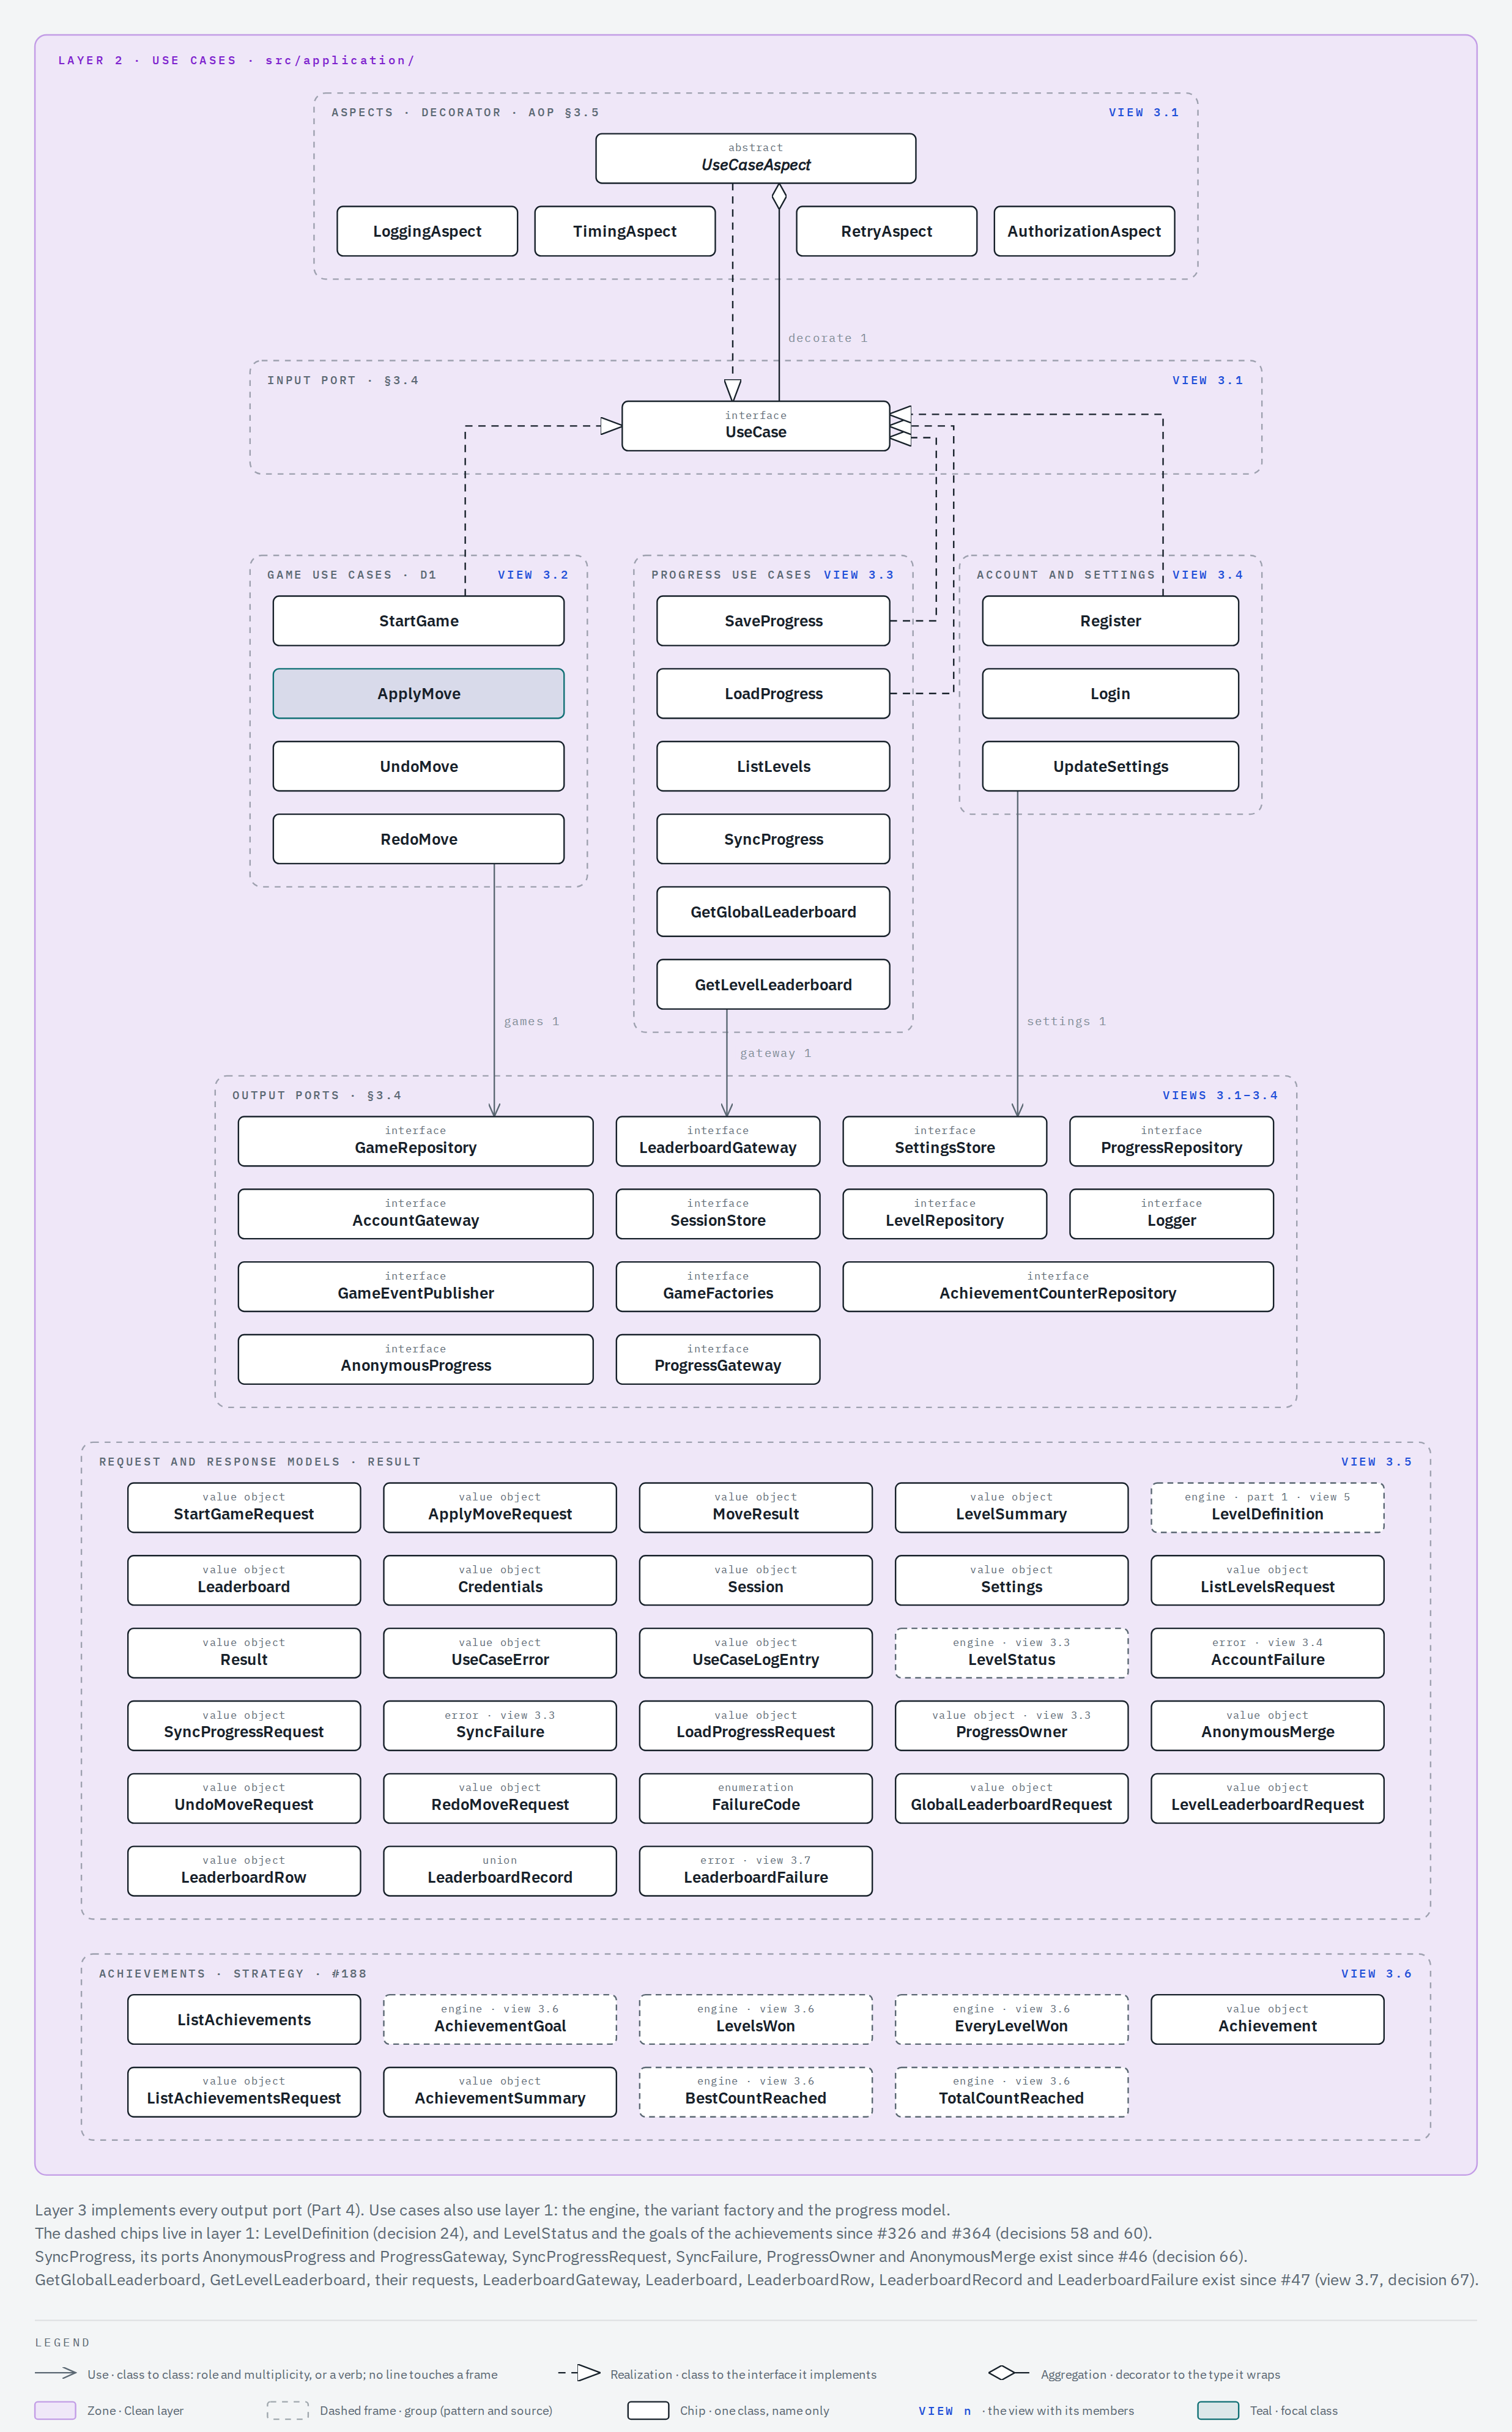 LAYER 2 · USE CASES · src/application/
ASPECTS · DECORATOR · AOP §3.5
VIEW 3.1
abstract
UseCaseAspect
LoggingAspect
TimingAspect
RetryAspect
AuthorizationAspect
decorate 1
INPUT PORT · §3.4
VIEW 3.1
interface
UseCase
GAME USE CASES · D1
VIEW 3.2
StartGame
ApplyMove
UndoMove
RedoMove
PROGRESS USE CASES
VIEW 3.3
SaveProgress
LoadProgress
ListLevels
SyncProgress
GetGlobalLeaderboard
GetLevelLeaderboard
ACCOUNT AND SETTINGS
VIEW 3.4
Register
Login
UpdateSettings
games 1
gateway 1
settings 1
OUTPUT PORTS · §3.4
VIEWS 3.1–3.4
interface
GameRepository
interface
LeaderboardGateway
interface
SettingsStore
interface
ProgressRepository
interface
AccountGateway
interface
SessionStore
interface
LevelRepository
interface
Logger
interface
GameEventPublisher
interface
GameFactories
interface
AchievementCounterRepository
interface
AnonymousProgress
interface
ProgressGateway
REQUEST AND RESPONSE MODELS · RESULT
VIEW 3.5
value object
StartGameRequest
value object
ApplyMoveRequest
value object
MoveResult
value object
LevelSummary
engine · part 1 · view 5
LevelDefinition
value object
Leaderboard
value object
Credentials
value object
Session
value object
Settings
value object
ListLevelsRequest
value object
Result
value object
UseCaseError
value object
UseCaseLogEntry
engine · view 3.3
LevelStatus
error · view 3.4
AccountFailure
value object
SyncProgressRequest
error · view 3.3
SyncFailure
value object
LoadProgressRequest
value object · view 3.3
ProgressOwner
value object
AnonymousMerge
value object
UndoMoveRequest
value object
RedoMoveRequest
enumeration
FailureCode
value object
GlobalLeaderboardRequest
value object
LevelLeaderboardRequest
value object
LeaderboardRow
union
LeaderboardRecord
error · view 3.7
LeaderboardFailure
ACHIEVEMENTS · STRATEGY · #188
VIEW 3.6
ListAchievements
engine · view 3.6
AchievementGoal
engine · view 3.6
LevelsWon
engine · view 3.6
EveryLevelWon
value object
Achievement
value object
ListAchievementsRequest
value object
AchievementSummary
engine · view 3.6
BestCountReached
engine · view 3.6
TotalCountReached
Layer 3 implements every output port (Part 4). Use cases also use layer 1: the engine, the variant factory and the progress model.
The dashed chips live in layer 1: LevelDefinition (decision 24), and LevelStatus and the goals of the achievements since #326 and #364 (decisions 58 and 60).
SyncProgress, its ports AnonymousProgress and ProgressGateway, SyncProgressRequest, SyncFailure, ProgressOwner and AnonymousMerge exist since #46 (decision 66).
GetGlobalLeaderboard, GetLevelLeaderboard, their requests, LeaderboardGateway, Leaderboard, LeaderboardRow, LeaderboardRecord and LeaderboardFailure exist since #47 (view 3.7, decision 67).
LEGEND
Use · class to class: role and multiplicity, or a verb; no line touches a frame
Realization · class to the interface it implements
Aggregation · decorator to the type it wraps
Zone · Clean layer
Dashed frame · group (pattern and source)
Chip · one class, name only
VIEW n · the view with its members
Teal · focal class